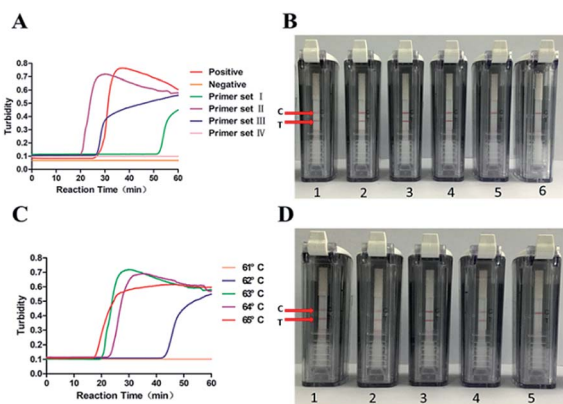 A
0.8
0.7
0.6
0.5
0.4
0.3
0.2
0.1
0.0
Turbidity
0 10 20 30 40 50 60
Reaction Time（min）
Positive
Negative
Primer set Ⅰ
Primer set Ⅱ
Primer set Ⅲ
Primer set Ⅳ
B
C
T
1 2 3 4 5 6
C
0.8
0.7
0.6
0.5
0.4
0.3
0.2
0.1
0.0
Turbidity
0 10 20 30 40 50 60
Reaction Time（min）
61° C
62° C
63° C
64° C
65° C
D
C
T
1 2 3 4 5